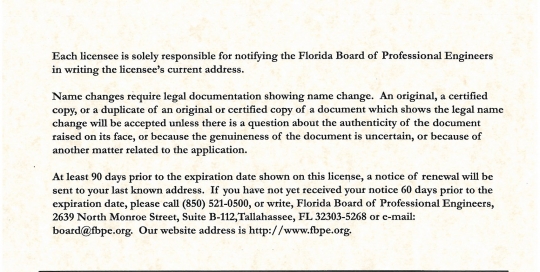 Each licensee is solely responsible for notifying the Florida Board of Professional Engineers
in writing the licensee's current address.
Name changes require legal documentation showing name change. An original, a certified
copy, or a duplicate of an original or certified copy of a document which shows the legal name
change will be accepted unless there is a question about the authenticity of the document
raised on its face, or because the genuineness of the document is uncertain, or because of
another matter related to the application.
At least 90 days prior to the expiration date shown on this license, a notice of renewal will be
sent to your last known address. If you have not yet received your notice 60 days prior to the
expiration date, please call (850) 521-0500, or write, Florida Board of Professional Engineers,
2639 North Monroe Street, Suite B-112,Tallahassee, FL 32303-5268 or e-mail:
board@fbpe.org. Our website address is http://www.fbpe.org.